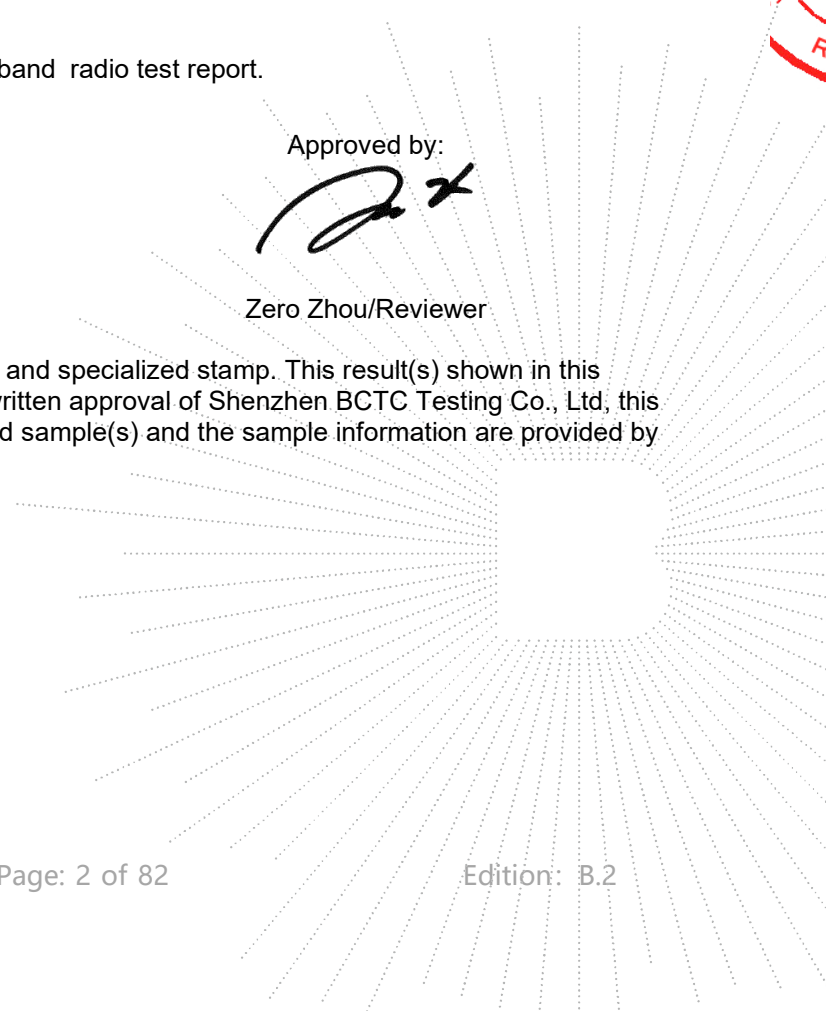 band radio test report.
Approved by:
Zero Zhou/Reviewer
and specialized stamp. This result(s) shown in this
written approval of Shenzhen BCTC Testing Co., Ltd, this
d sample(s) and the sample information are provided by
Page: 2 of 82 Edition: B.2